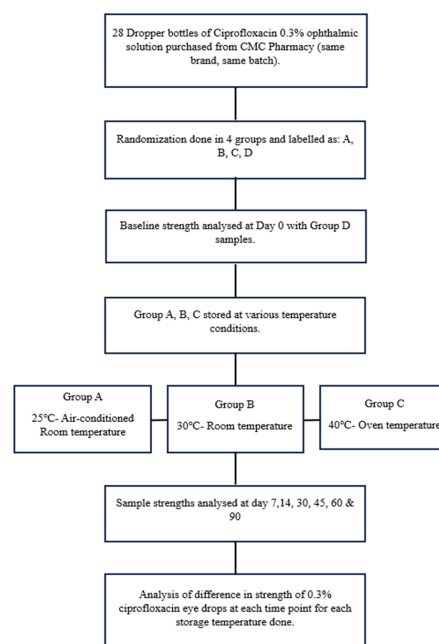 28 Dropper bottles of Ciprofloxacin 0.3% ophthalmic
solution purchased from CMC Pharmacy (same
brand, same batch).
Randomization done in 4 groups and labelled as: A,
B, C, D
Baseline strength analysed at Day 0 with Group D
samples.
Group A, B, C stored at various temperature
conditions.
Group A
25°C- Air-conditioned
Room temperature
Group B
30°C- Room temperature
Group C
40°C- Oven temperature
Sample strengths analysed at day 7,14, 30, 45, 60 &
90
Analysis of difference in strength of 0.3%
ciprofloxacin eye drops at each time point for each
storage temperature done.